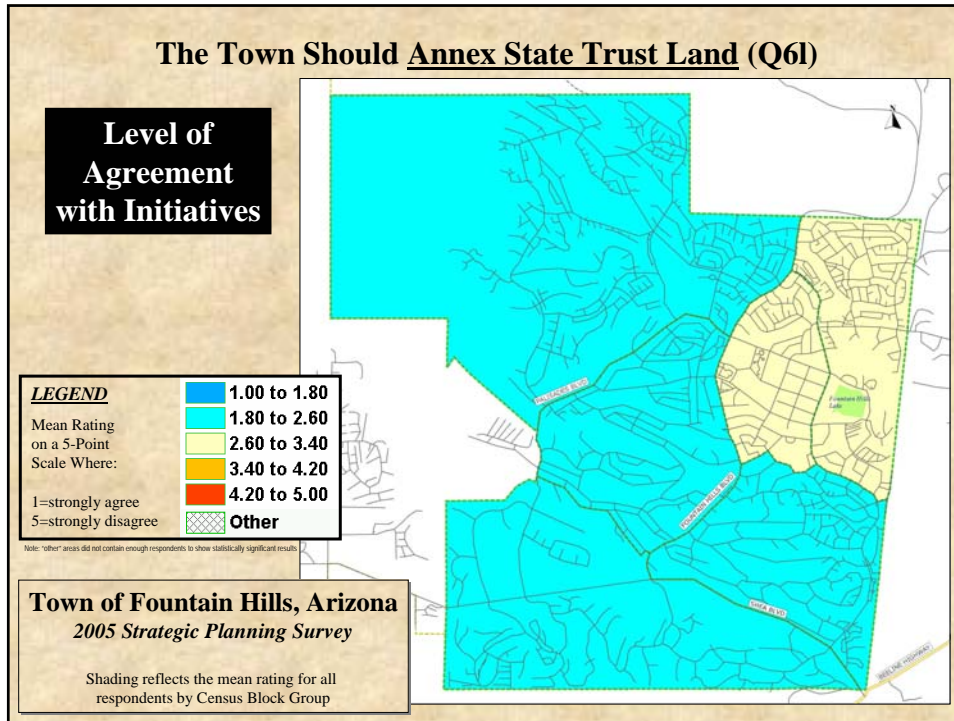 The Town Should Annex State Trust Land (Q6l)
Level of
Agreement
with Initiatives
PALISADES BLVD
Fountain Hills
Lake
FOUNTAIN HILLS BLVD
SHEA BLVD
BEELINE HIGHWAY
LEGEND
Mean Rating
on a 5-Point
Scale Where:
1=strongly agree
5=strongly disagree
1.00 to 1.80
1.80 to 2.60
2.60 to 3.40
3.40 to 4.20
4.20 to 5.00
Other
Note: "other" areas did not contain enough respondents to show statistically significant results
Town of Fountain Hills, Arizona
2005 Strategic Planning Survey
Shading reflects the mean rating for all
respondents by Census Block Group